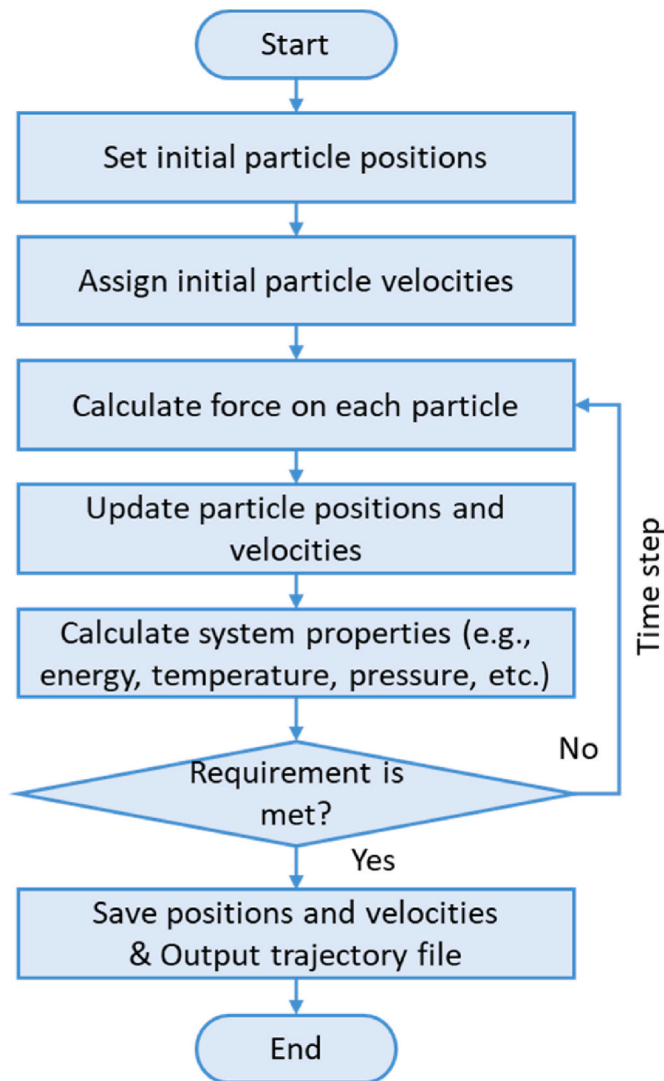 Start
Set initial particle positions
Assign initial particle velocities
Calculate force on each particle
Update particle positions and
velocities
Calculate system properties (e.g.,
energy, temperature, pressure, etc.)
Requirement is
met?
No
Time step
Yes
Save positions and velocities
& Output trajectory file
End